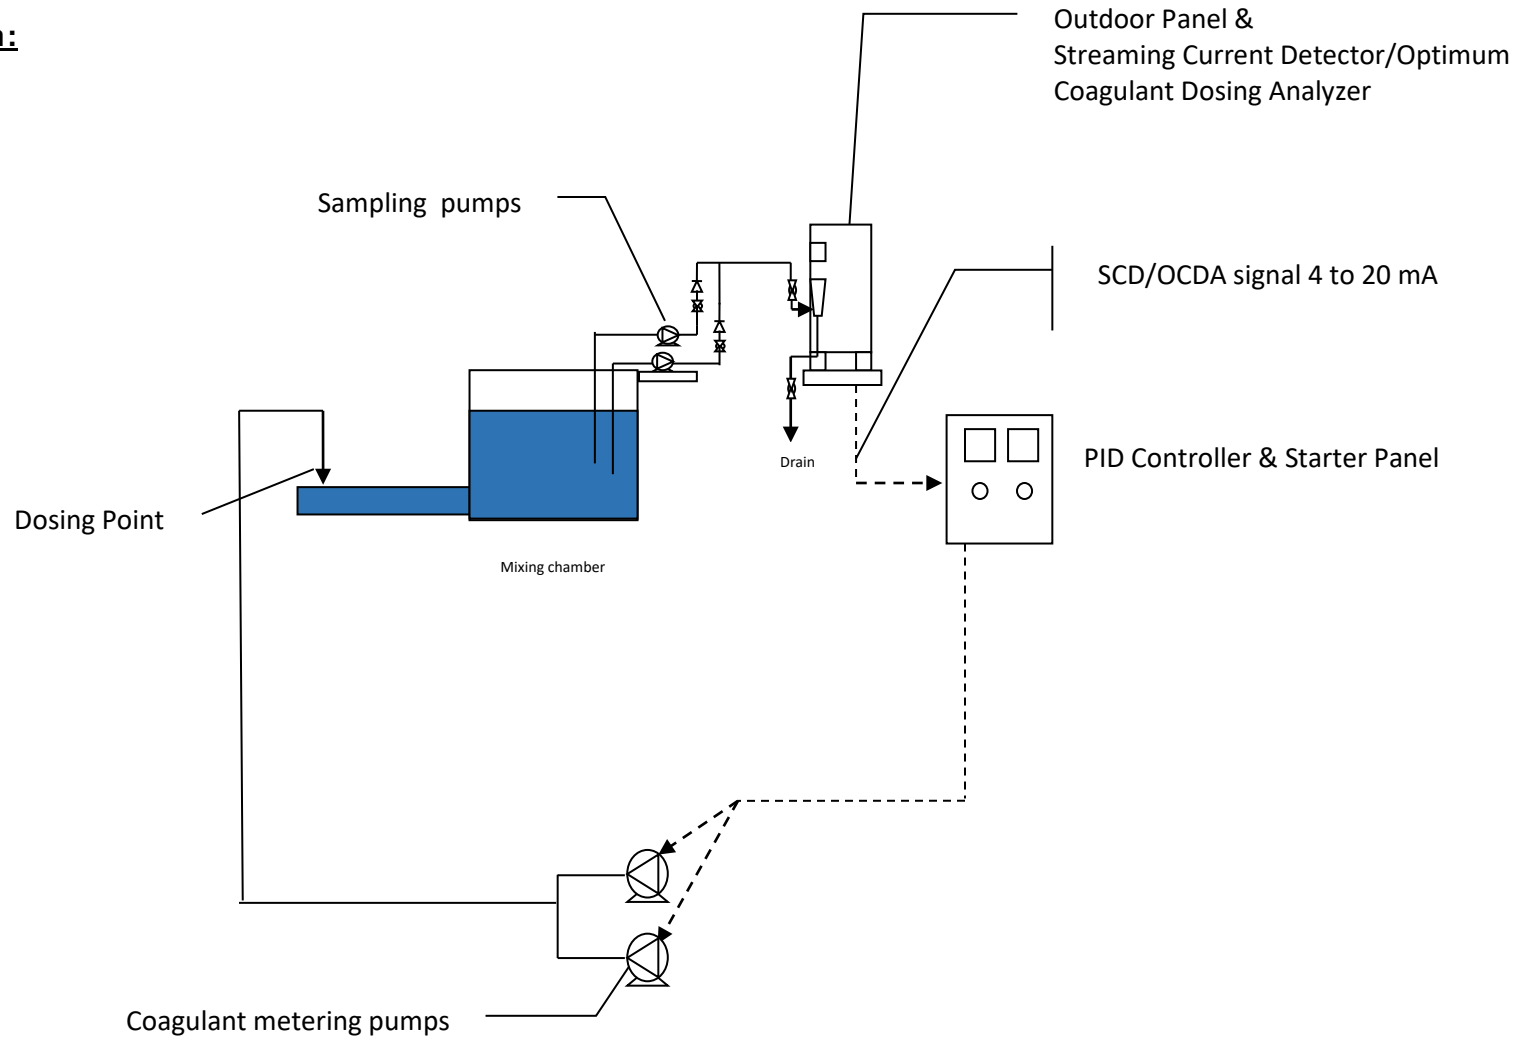 Outdoor Panel &
Streaming Current Detector/Optimum
Coagulant Dosing Analyzer
Sampling pumps
SCD/OCDA signal 4 to 20 mA
Drain
PID Controller & Starter Panel
Dosing Point
Mixing chamber
Coagulant metering pumps